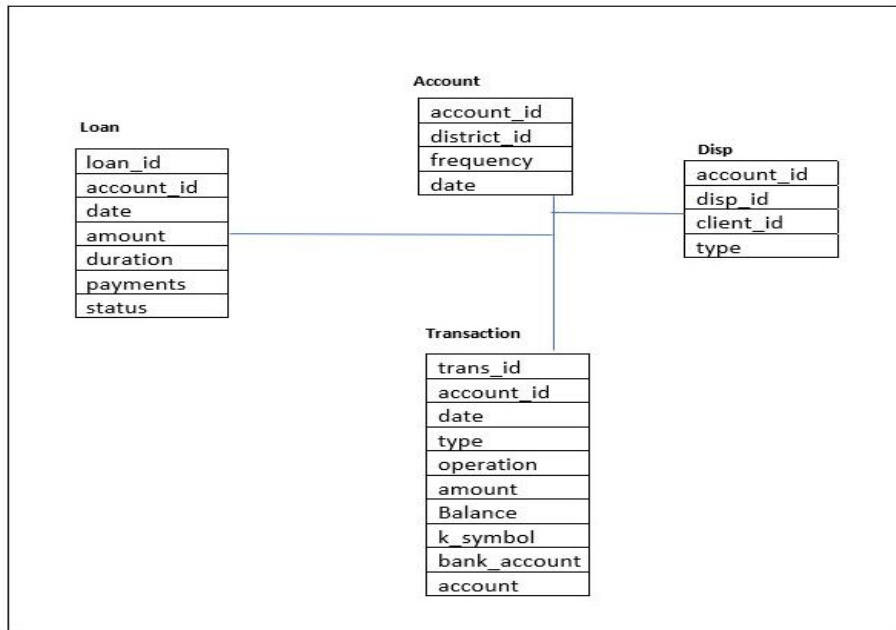 Account
account_id
district_id
frequency
date
Loan
loan_id
account_id
date
amount
duration
payments
status
Disp
account_id
disp_id
client_id
type
Transaction
trans_id
account_id
date
type
operation
amount
Balance
k_symbol
bank_account
account